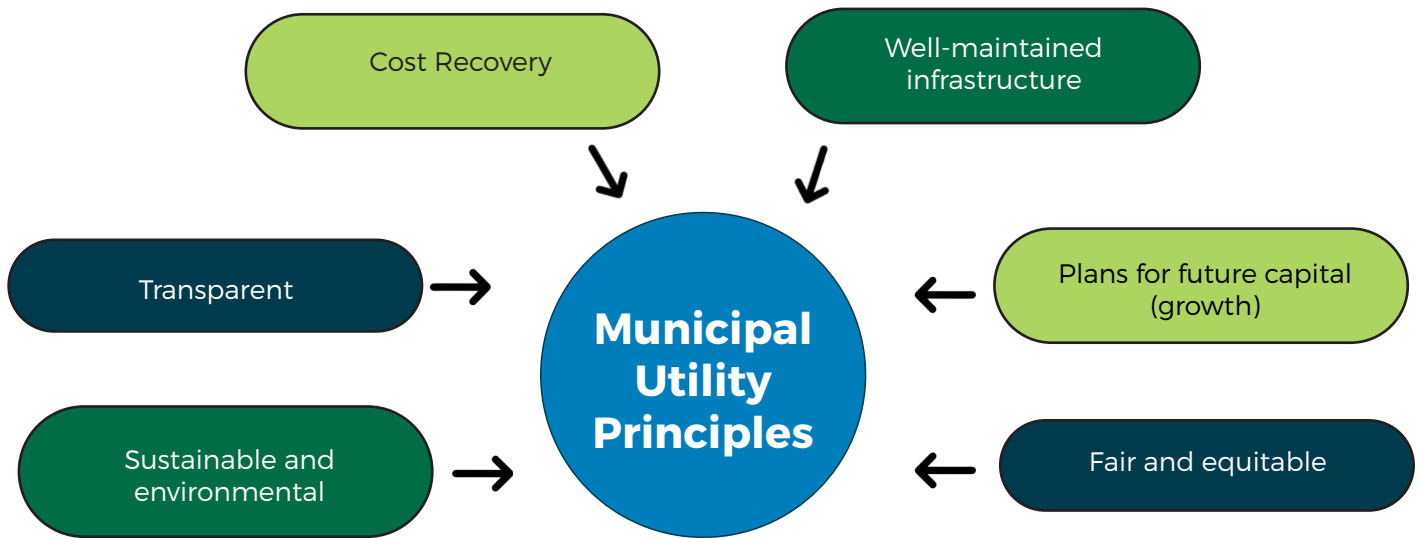 Cost Recovery
Well-maintained
infrastructure
Transparent
Plans for future capital
(growth)
Municipal
Utility
Principles
Sustainable and
environmental
Fair and equitable